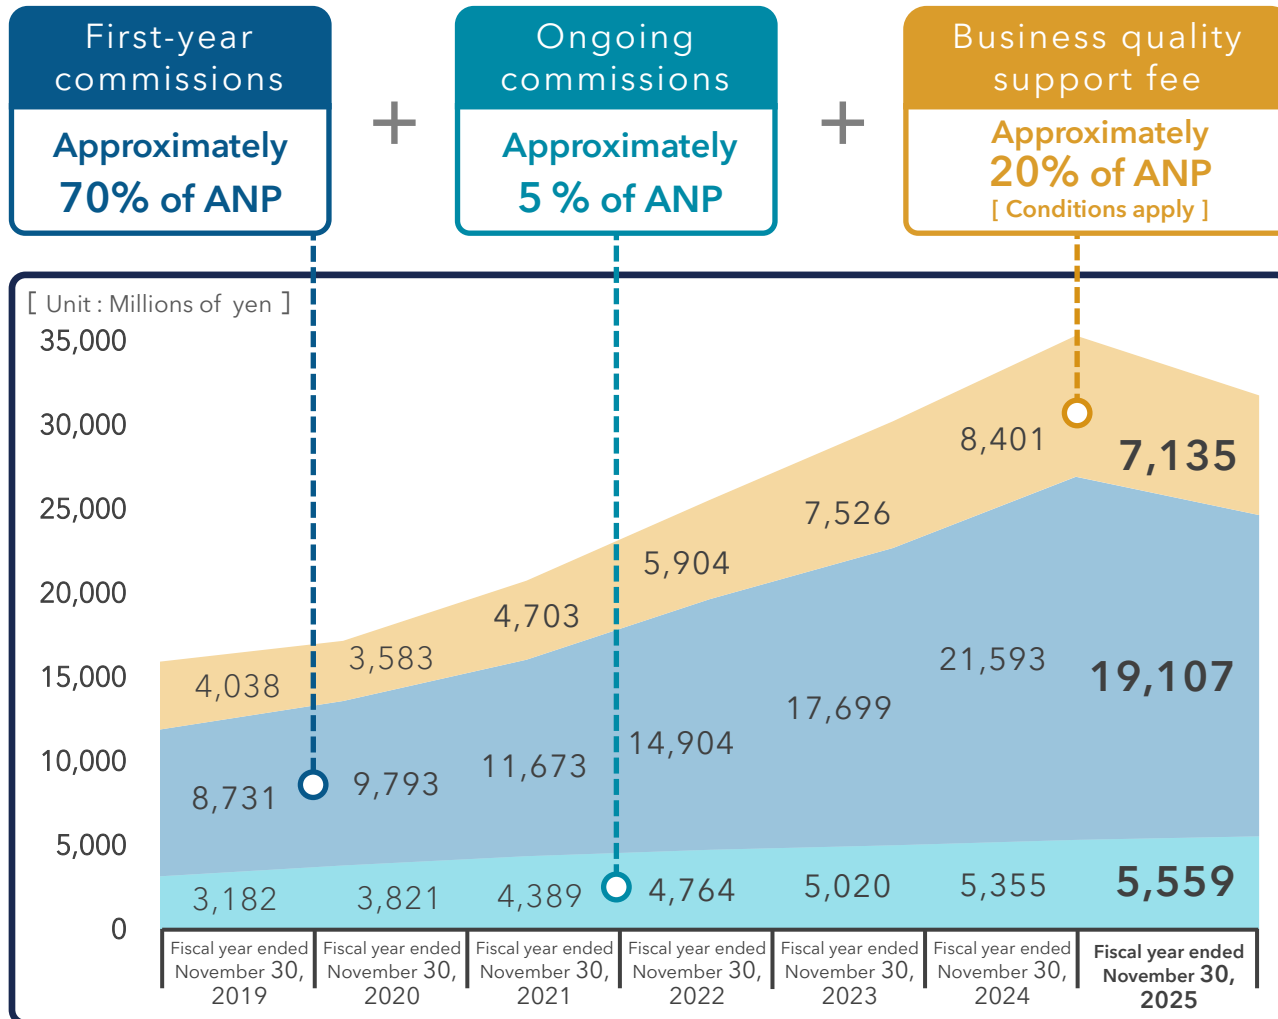 First-year
commissions
Approximately
70% of ANP
+
Ongoing
commissions
Approximately
5 % of ANP
+
Business quality
support fee
Approximately
20% of ANP
[ Conditions apply ]
[ Unit : Millions of yen ]
35,000
30,000
25,000
20,000
15,000
10,000
5,000
0
4,038
3,583
4,703
5,904
7,526
8,401
7,135
8,731
9,793
11,673
14,904
17,699
21,593
19,107
3,182
3,821
4,389
4,764
5,020
5,355
5,559
Fiscal year ended
November 30,
2019
Fiscal year ended
November 30,
2020
Fiscal year ended
November 30,
2021
Fiscal year ended
November 30,
2022
Fiscal year ended
November 30,
2023
Fiscal year ended
November 30,
2024
Fiscal year ended
November 30,
2025